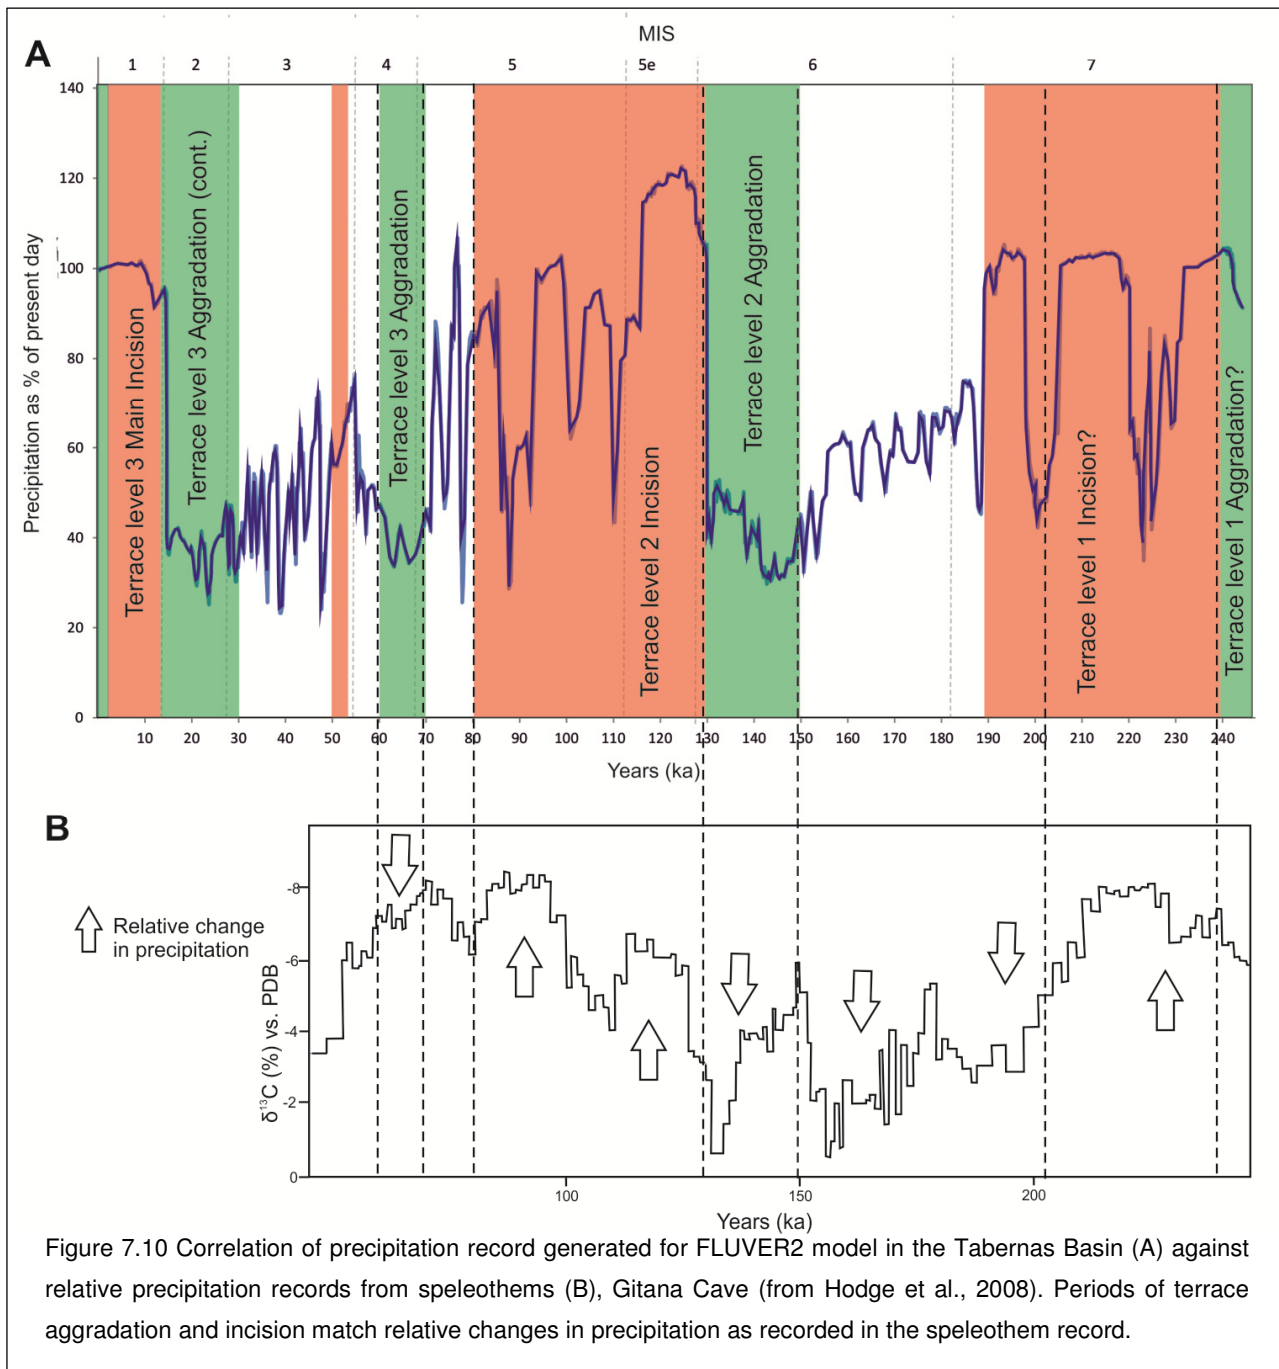 MIS
A
1 2 3 4 5 5e 6 7
140
120
100
80
60
40
20
0
Precipitation as % of present day
Terrace level 3 Main Incision
Terrace level 3 Aggradation (cont.)
Terrace level 3 Aggradation
Terrace level 2 Incision
Terrace level 2 Aggradation
Terrace level 1 Incision?
Terrace level 1 Aggradation?
10 20 30 40 50 60 70 80 90 100 110 120 130 140 150 160 170 180 190 200 210 220 230 240
Years (ka)
B
Relative change
in precipitation
-8
-6
-4
-2
0
δ¹³C (%) vs. PDB
100 150 200
Years (ka)
Figure 7.10 Correlation of precipitation record generated for FLUVER2 model in the Tabernas Basin (A) against
relative precipitation records from speleothems (B), Gitana Cave (from Hodge et al., 2008). Periods of terrace
aggradation and incision match relative changes in precipitation as recorded in the speleothem record.